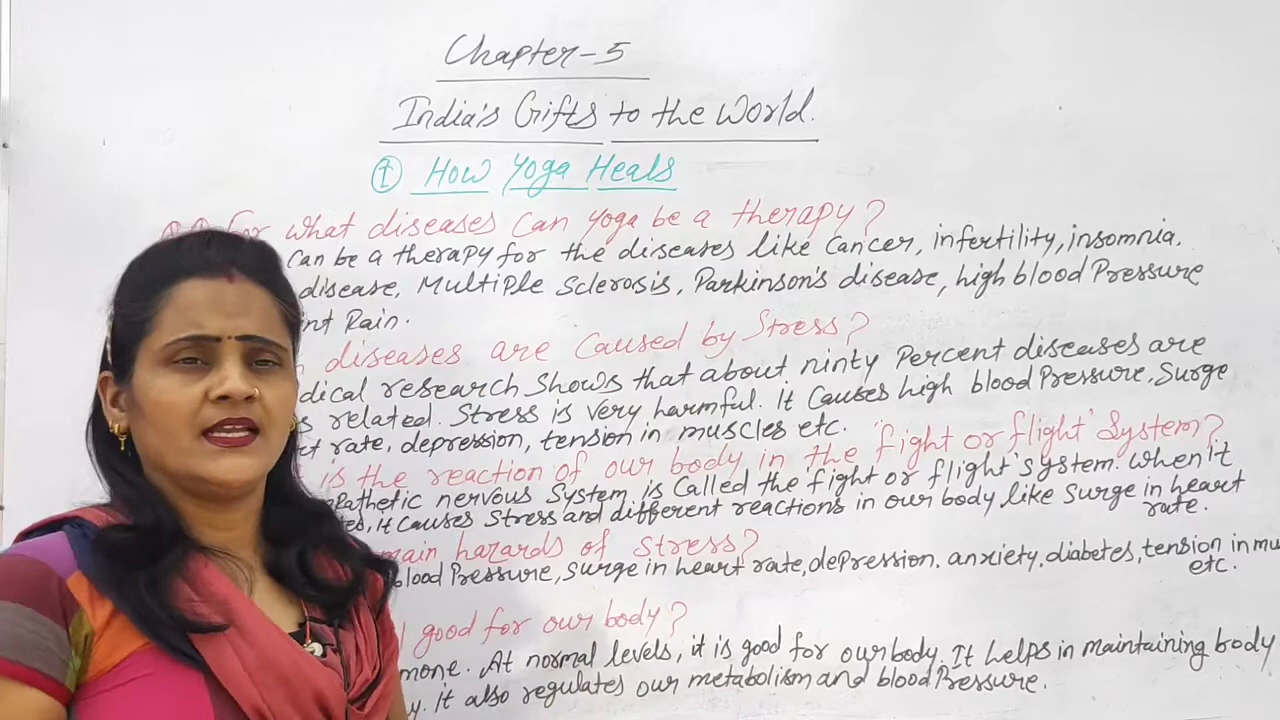 Chapter-5
India's Gifts to the World.
① How Yoga Heals
For what diseases can yoga be a therapy?
can be a therapy for the diseases like cancer, infertility, insomnia,
disease, Multiple Sclerosis, Parkinson's disease, high blood Pressure
Rain.
diseases are Caused by Stress?
research shows that about ninty Percent diseases are
related. Stress is very harmful. It Causes high blood Pressure, Surge
rate, depression, tension in muscles etc.
is the reaction of our body in the 'fight or flight' System?
nervous System is Called the fight or flight's ystem. When it
it Causes Stress and different reactions in our body like Surge in heart
rate.
main hazards of stress?
blood Pressure, Surge in heart rate, depression, anxiety, diabetes, tension in
etc.
good for our body?
At normal levels, it is good for our body. It helps in maintaining body
it also regulates our metabolism and blood Pressure.